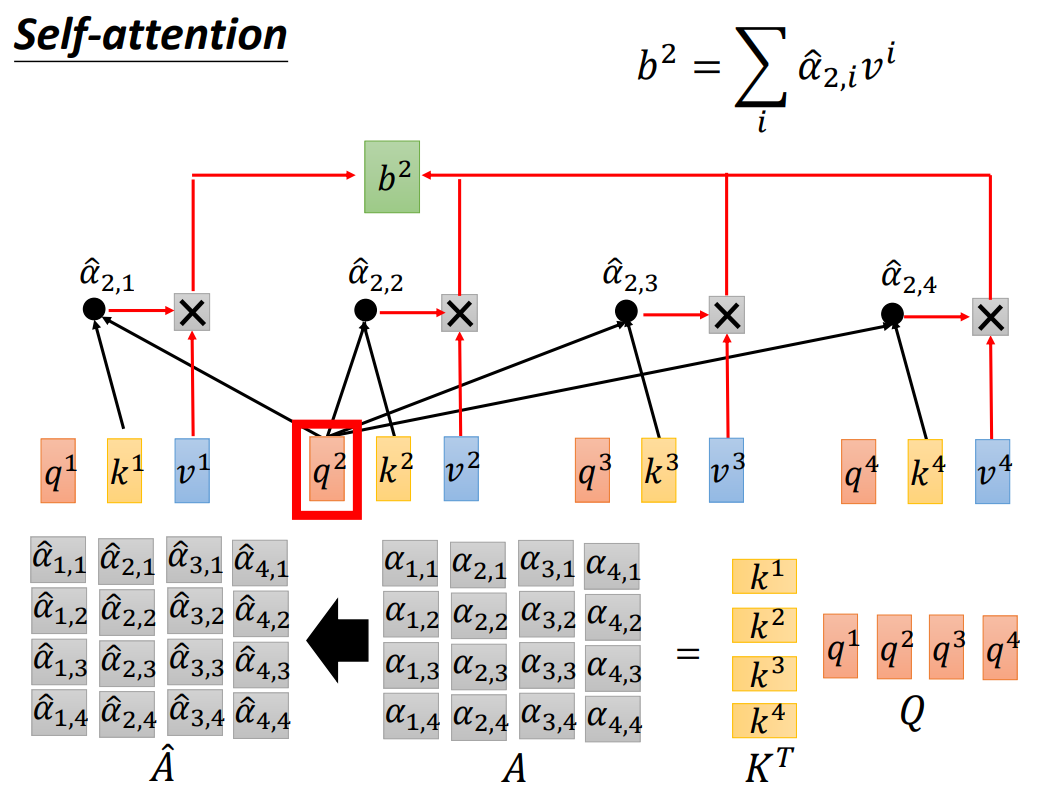 Self-attention
b² = ∑ᵢ α̂₂,ᵢvⁱ
b²
α̂₂,₁ × α̂₂,₂ × α̂₂,₃ × α̂₂,₄ ×
q¹ k¹ v¹ q² k² v² q³ k³ v³ q⁴ k⁴ v⁴
α̂₁,₁ α̂₂,₁ α̂₃,₁ α̂₄,₁
α̂₁,₂ α̂₂,₂ α̂₃,₂ α̂₄,₂
α̂₁,₃ α̂₂,₃ α̂₃,₃ α̂₄,₃
α̂₁,₄ α̂₂,₄ α̂₃,₄ α̂₄,₄
Â
α₁,₁ α₂,₁ α₃,₁ α₄,₁
α₁,₂ α₂,₂ α₃,₂ α₄,₂
α₁,₃ α₂,₃ α₃,₃ α₄,₃
α₁,₄ α₂,₄ α₃,₄ α₄,₄
A
=
k¹
k²
k³
k⁴
Kᵀ
q¹ q² q³ q⁴
Q